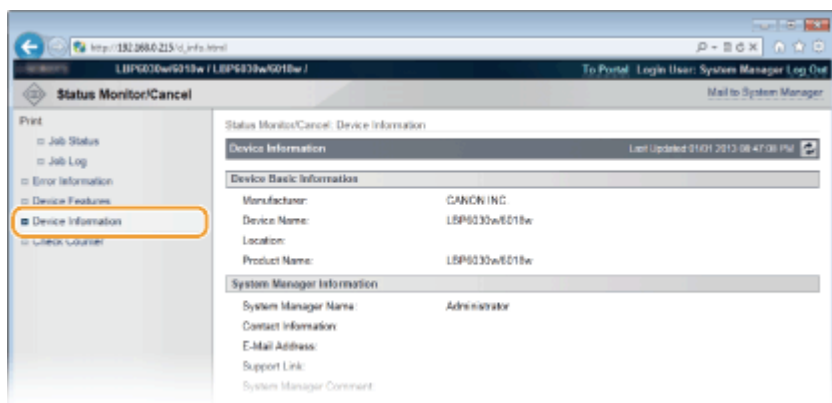 http://192.168.0.215/d_info.html
LBP6030w/6018w / LBP6030w/6018w /
To Portal Login User: System Manager Log Out
Status Monitor/Cancel
Mail to System Manager
Print
Job Status
Job Log
Error Information
Device Features
Device Information
Check Counter
Status Monitor/Cancel: Device Information
Device Information
Last Updated:01/01 2013 08:47:08 PM
Device Basic Information
Manufacturer: CANON INC.
Device Name: LBP6030w/6018w
Location:
Product Name: LBP6030w/6018w
System Manager Information
System Manager Name: Administrator
Contact Information:
E-Mail Address:
Support Link:
System Manager Comment: